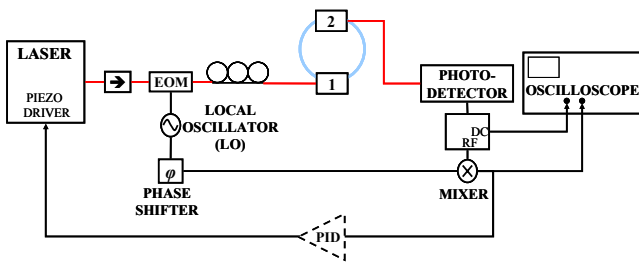 LASER
PIEZO
DRIVER
EOM
LOCAL
OSCILLATOR
(LO)
φ
PHASE
SHIFTER
2
1
PHOTO-
DETECTOR
DC
RF
MIXER
OSCILLOSCOPE
PID